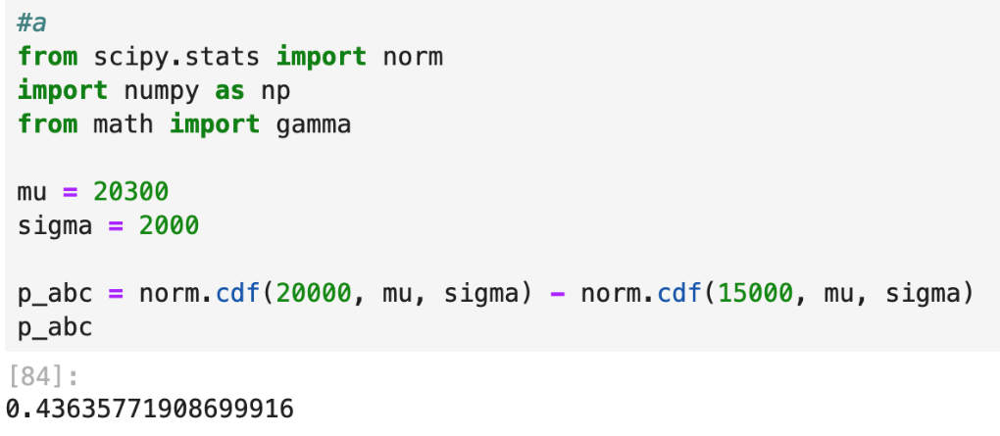 #a
from scipy.stats import norm
import numpy as np
from math import gamma
mu = 20300
sigma = 2000
p_abc = norm.cdf(20000, mu, sigma) - norm.cdf(15000, mu, sigma)
p_abc
[84]:
0.43635771908699916